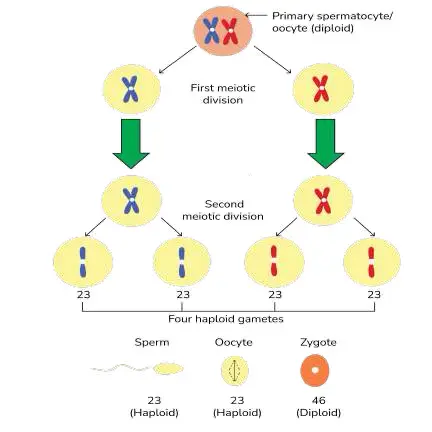 Primary spermatocyte/
oocyte (diploid)
First meiotic
division
Second
meiotic division
23 23 23 23
Four haploid gametes
Sperm Oocyte Zygote
23 23 46
(Haploid) (Haploid) (Diploid)